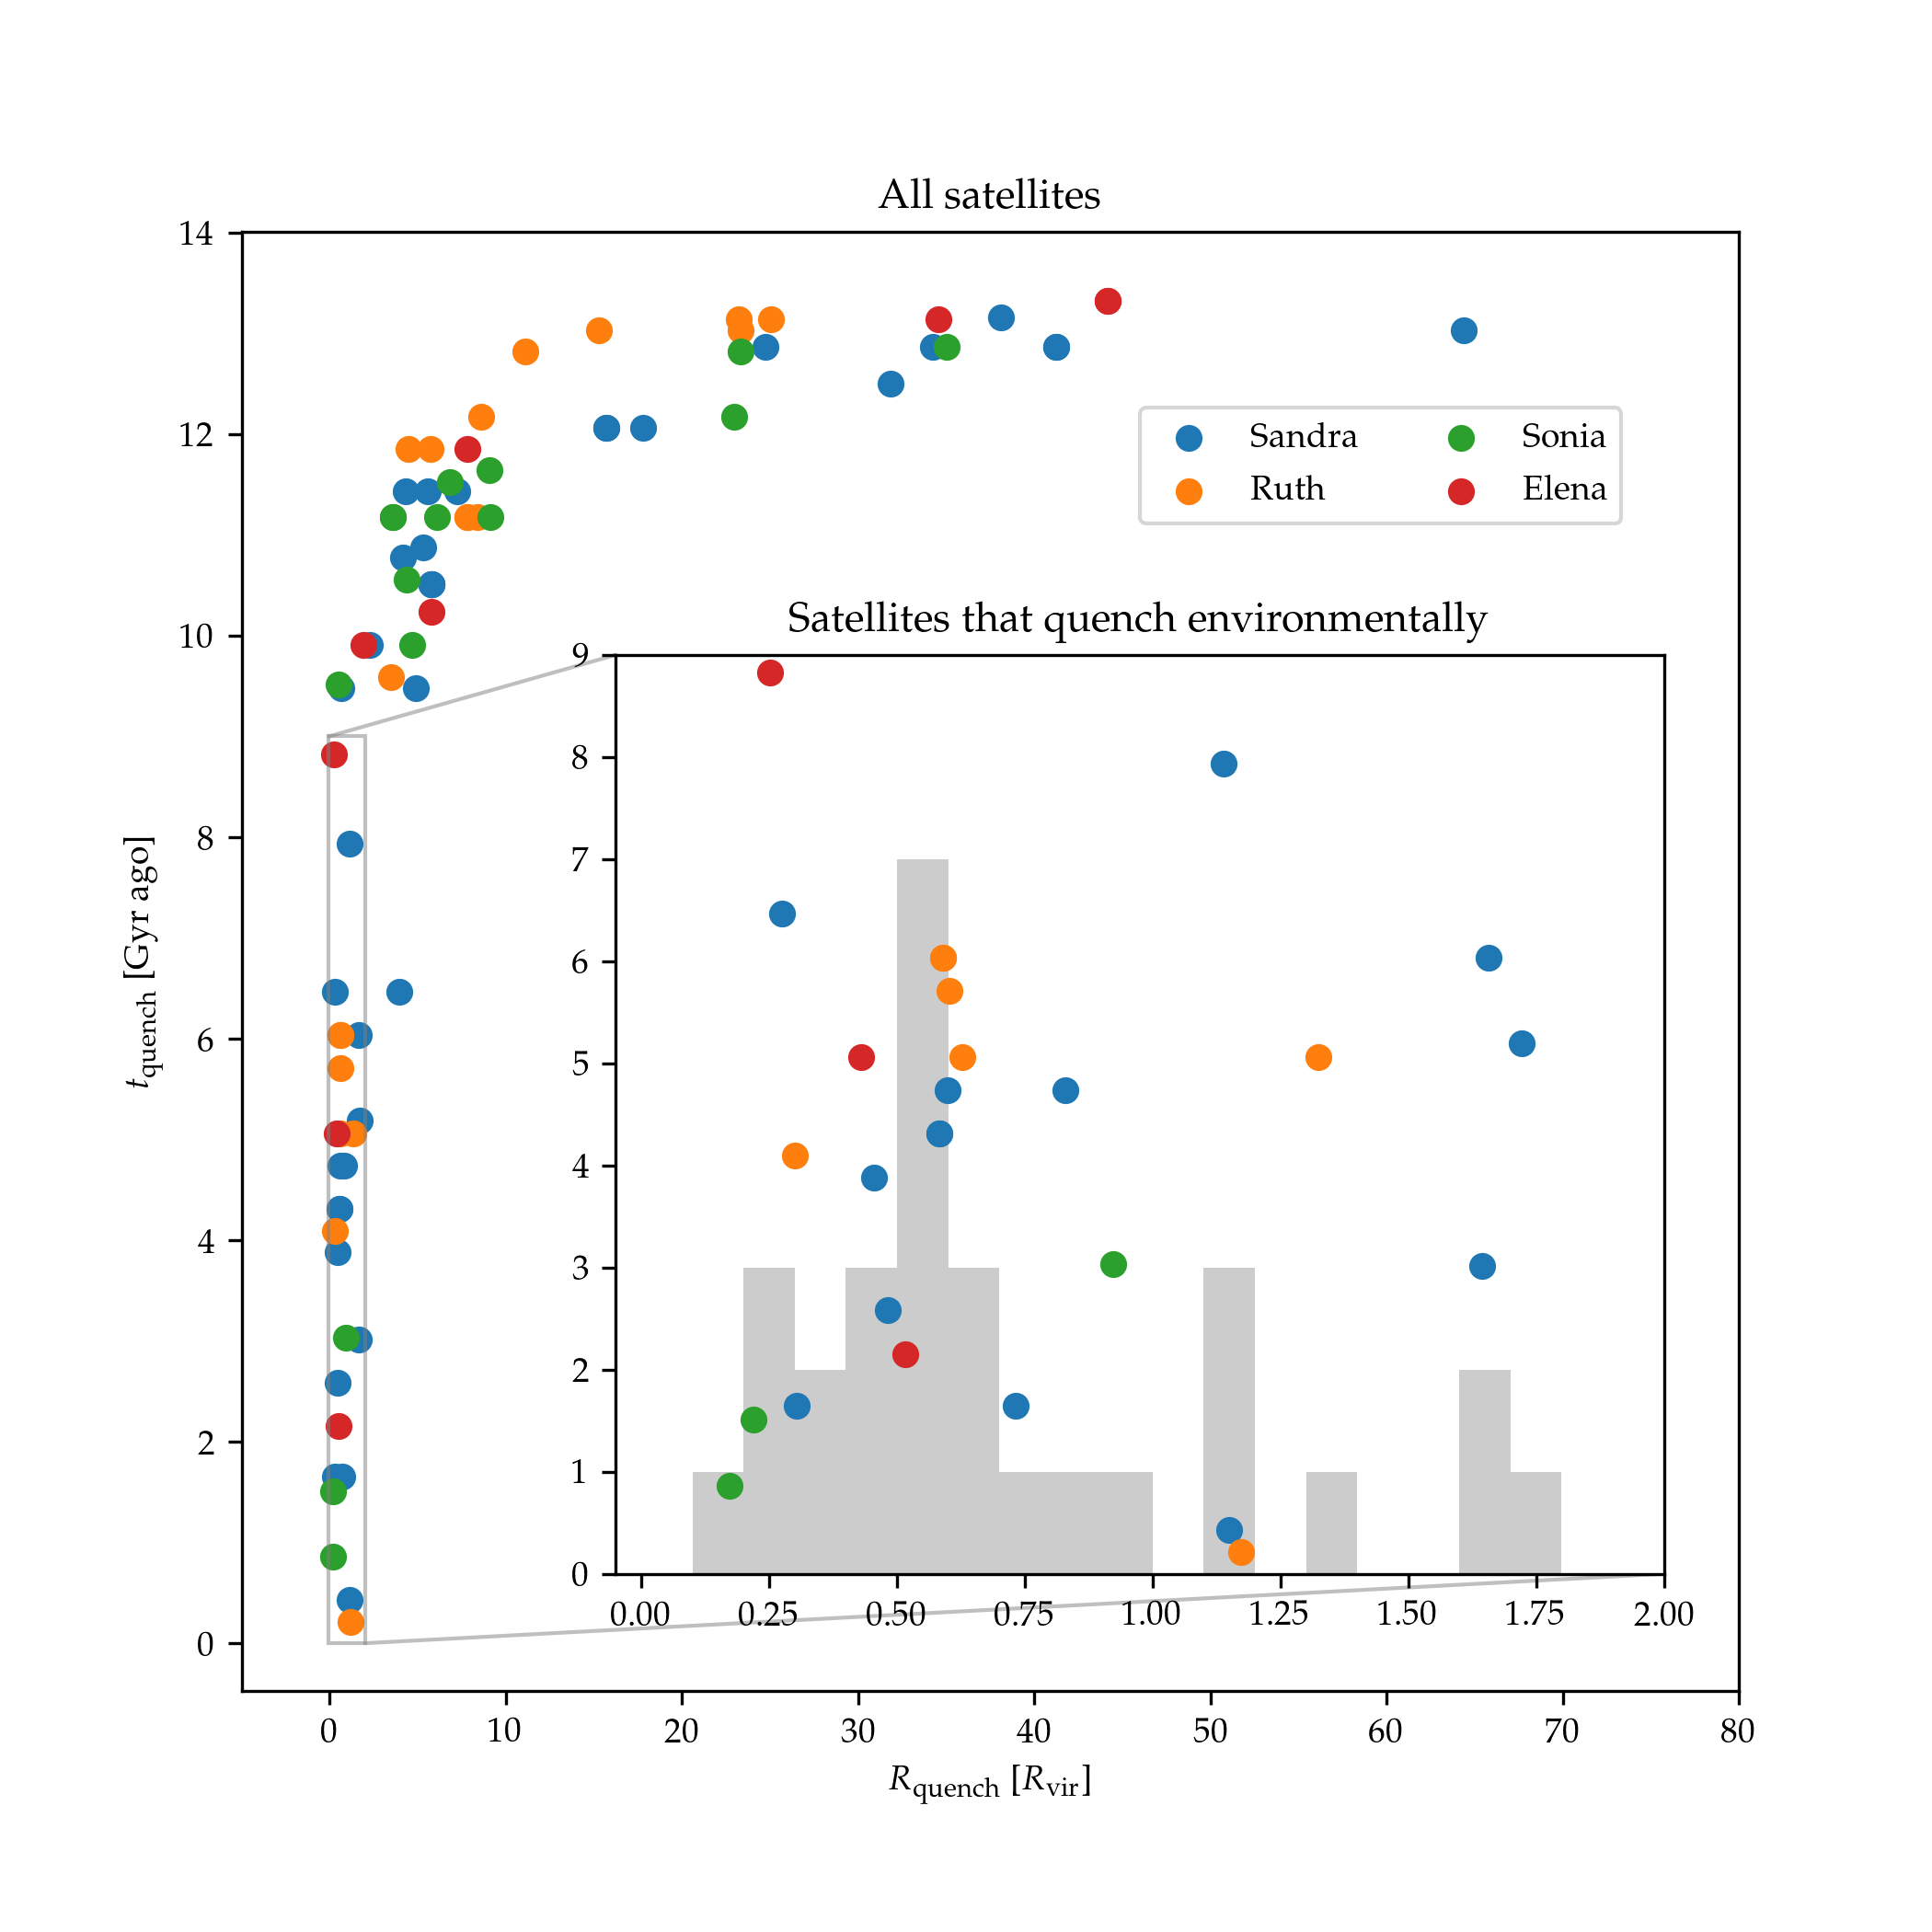 All satellites
14
12
10
8
6
4
2
0
t_quench [Gyr ago]
Sandra Sonia
Ruth Elena
Satellites that quench environmentally
9
8
7
6
5
4
3
2
1
0
0.00 0.25 0.50 0.75 1.00 1.25 1.50 1.75 2.00
0 10 20 30 40 50 60 70 80
R_quench [R_vir]